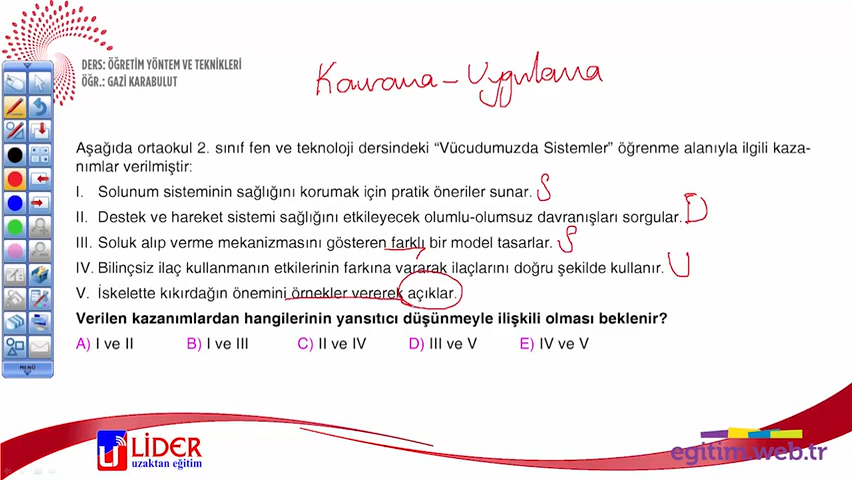 DERS: ÖĞRETİM YÖNTEM VE TEKNİKLERİ
ÖĞR.: GAZİ KARABULUT
Kavrama - Uygulama
Aşağıda ortaokul 2. sınıf fen ve teknoloji dersindeki “Vücudumuzda Sistemler” öğrenme alanıyla ilgili kaza-
nımlar verilmiştir:
I. Solunum sisteminin sağlığını korumak için pratik öneriler sunar. S
II. Destek ve hareket sistemi sağlığını etkileyecek olumlu-olumsuz davranışları sorgular. D
III. Soluk alıp verme mekanizmasını gösteren farklı bir model tasarlar. S
IV. Bilinçsiz ilaç kullanmanın etkilerinin farkına vararak ilaçlarını doğru şekilde kullanır. U
V. İskelette kıkırdağın önemini örnekler vererek açıklar.
Verilen kazanımlardan hangilerinin yansıtıcı düşünmeyle ilişkili olması beklenir?
A) I ve II B) I ve III C) II ve IV D) III ve V E) IV ve V
MENÜ
LİDER
uzaktan eğitim
egitim.web.tr